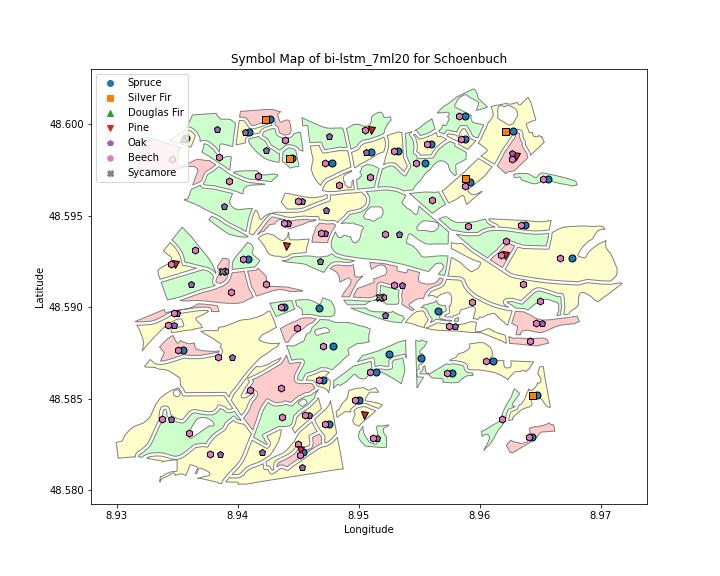 Symbol Map of bi-lstm_7ml20 for Schoenbuch
Spruce
Silver Fir
Douglas Fir
Pine
Oak
Beech
Sycamore
48.600
48.595
48.590
48.585
48.580
Latitude
8.93 8.94 8.95 8.96 8.97
Longitude